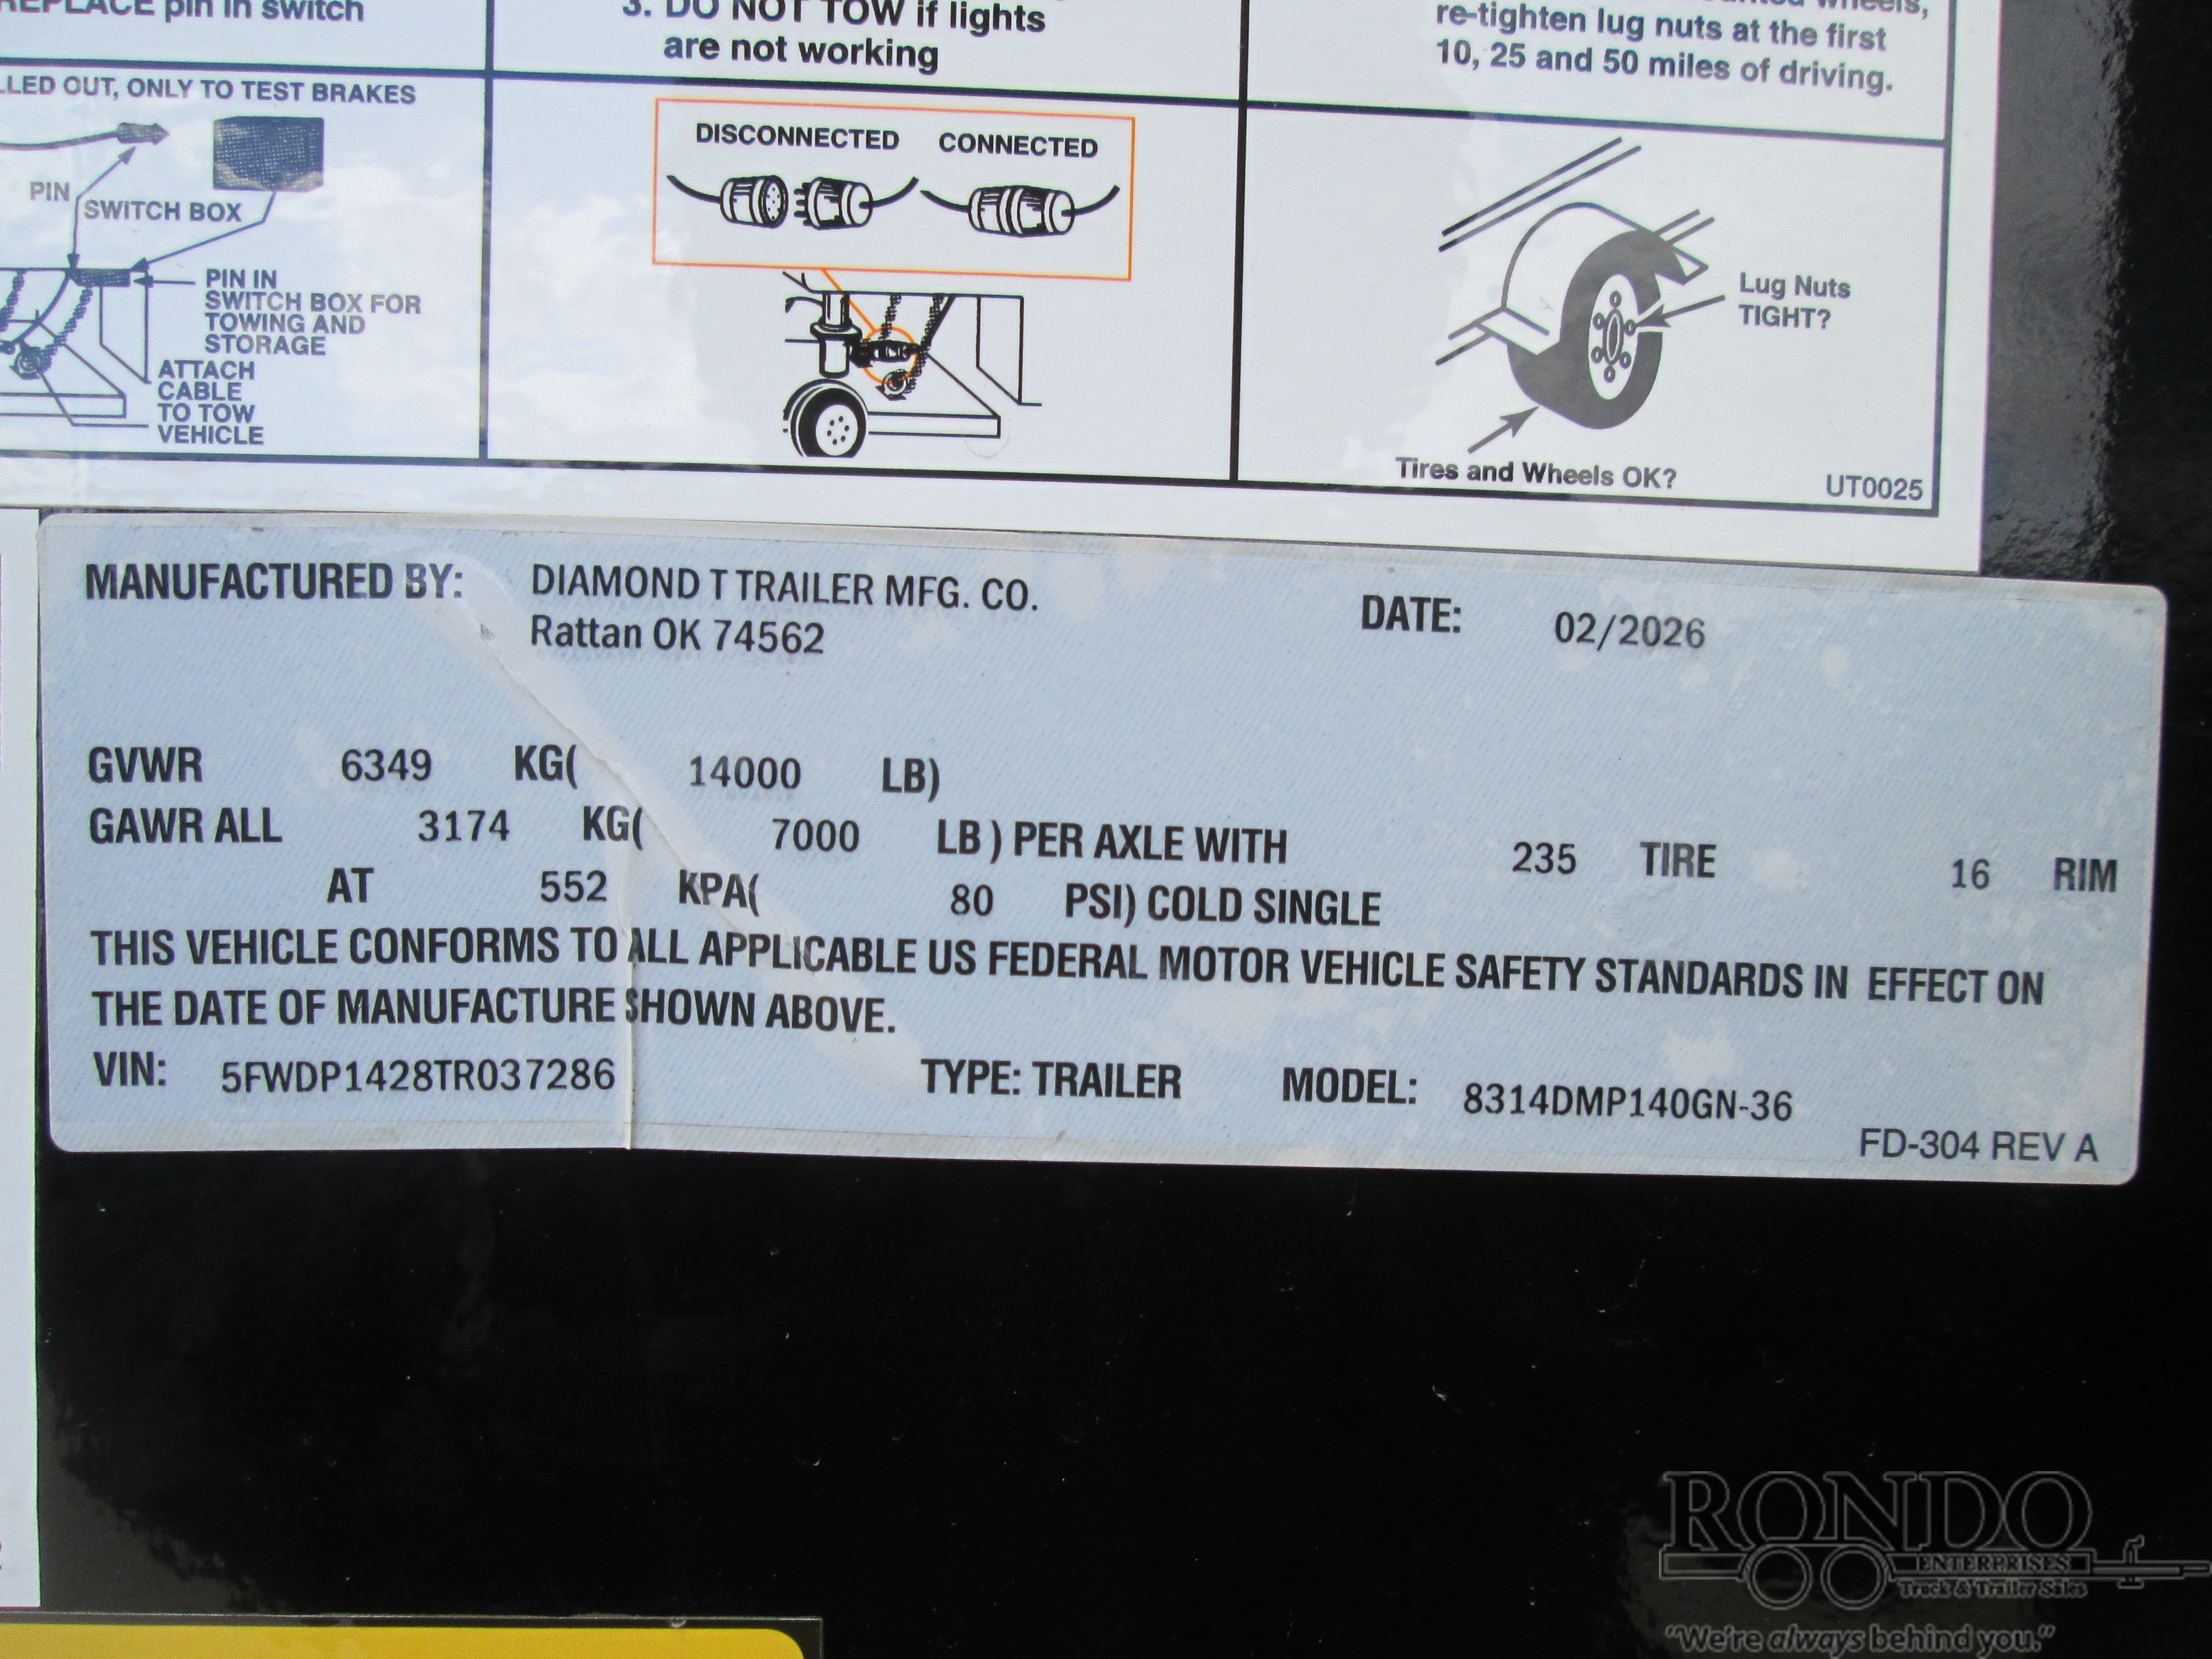 REPLACE pin in switch
LLED OUT, ONLY TO TEST BRAKES
PIN
SWITCH BOX
PIN IN
SWITCH BOX FOR
TOWING AND
STORAGE
ATTACH
CABLE
TO TOW
VEHICLE
3. DO NOT TOW if lights
are not working
DISCONNECTED CONNECTED
wheels,
re-tighten lug nuts at the first
10, 25 and 50 miles of driving.
Lug Nuts
TIGHT?
Tires and Wheels OK?
UT0025
MANUFACTURED BY: DIAMOND T TRAILER MFG. CO. DATE: 02/2026
Rattan OK 74562
GVWR 6349 KG( 14000 LB)
GAWR ALL 3174 KG( 7000 LB ) PER AXLE WITH 235 TIRE 16 RIM
AT 552 KPA( 80 PSI) COLD SINGLE
THIS VEHICLE CONFORMS TO ALL APPLICABLE US FEDERAL MOTOR VEHICLE SAFETY STANDARDS IN EFFECT ON
THE DATE OF MANUFACTURE SHOWN ABOVE.
VIN: 5FWDP1428TR037286 TYPE: TRAILER MODEL: 8314DMP140GN-36
FD-304 REV A
RONDO
ENTERPRISES
Truck & Trailer Sales
"We're always behind you."